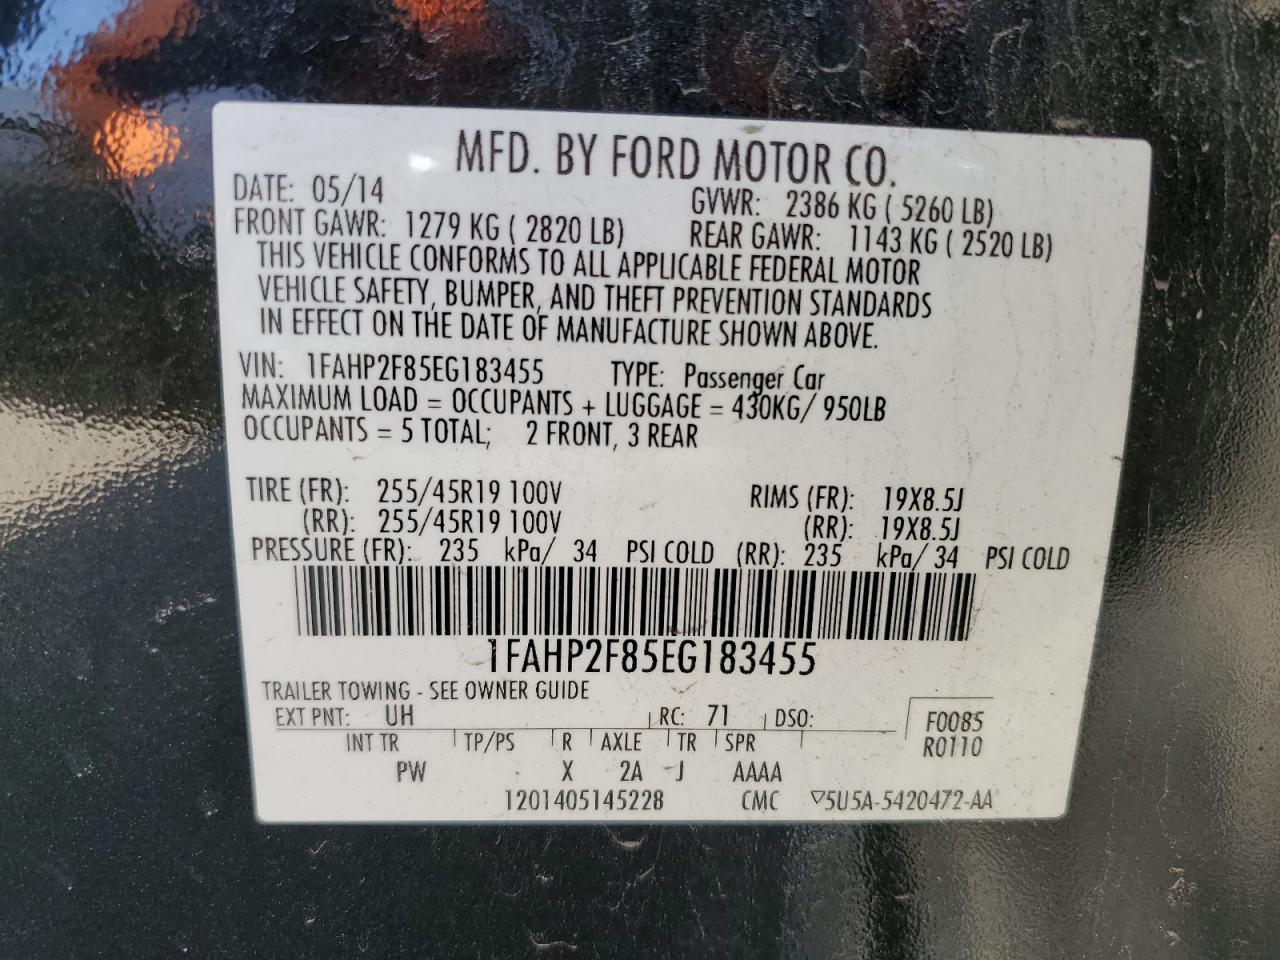 MFD. BY FORD MOTOR CO.
DATE: 05/14 GVWR: 2386 KG ( 5260 LB)
FRONT GAWR: 1279 KG ( 2820 LB) REAR GAWR: 1143 KG ( 2520 LB)
THIS VEHICLE CONFORMS TO ALL APPLICABLE FEDERAL MOTOR
VEHICLE SAFETY, BUMPER, AND THEFT PREVENTION STANDARDS
IN EFFECT ON THE DATE OF MANUFACTURE SHOWN ABOVE.
VIN: 1FAHP2F85EG183455 TYPE: Passenger Car
MAXIMUM LOAD = OCCUPANTS + LUGGAGE = 430KG/ 950LB
OCCUPANTS = 5 TOTAL; 2 FRONT, 3 REAR
TIRE (FR): 255/45R19 100V RIMS (FR): 19X8.5J
(RR): 255/45R19 100V (RR): 19X8.5J
PRESSURE (FR): 235 kPa/ 34 PSI COLD (RR): 235 kPa/ 34 PSI COLD
1FAHP2F85EG183455
TRAILER TOWING - SEE OWNER GUIDE
EXT PNT: UH RC: 71 DSO: F0085
INT TR TP/PS R AXLE TR SPR R0110
PW X 2A J AAAA
1201405145228 CMC ▽5U5A-5420472-AA